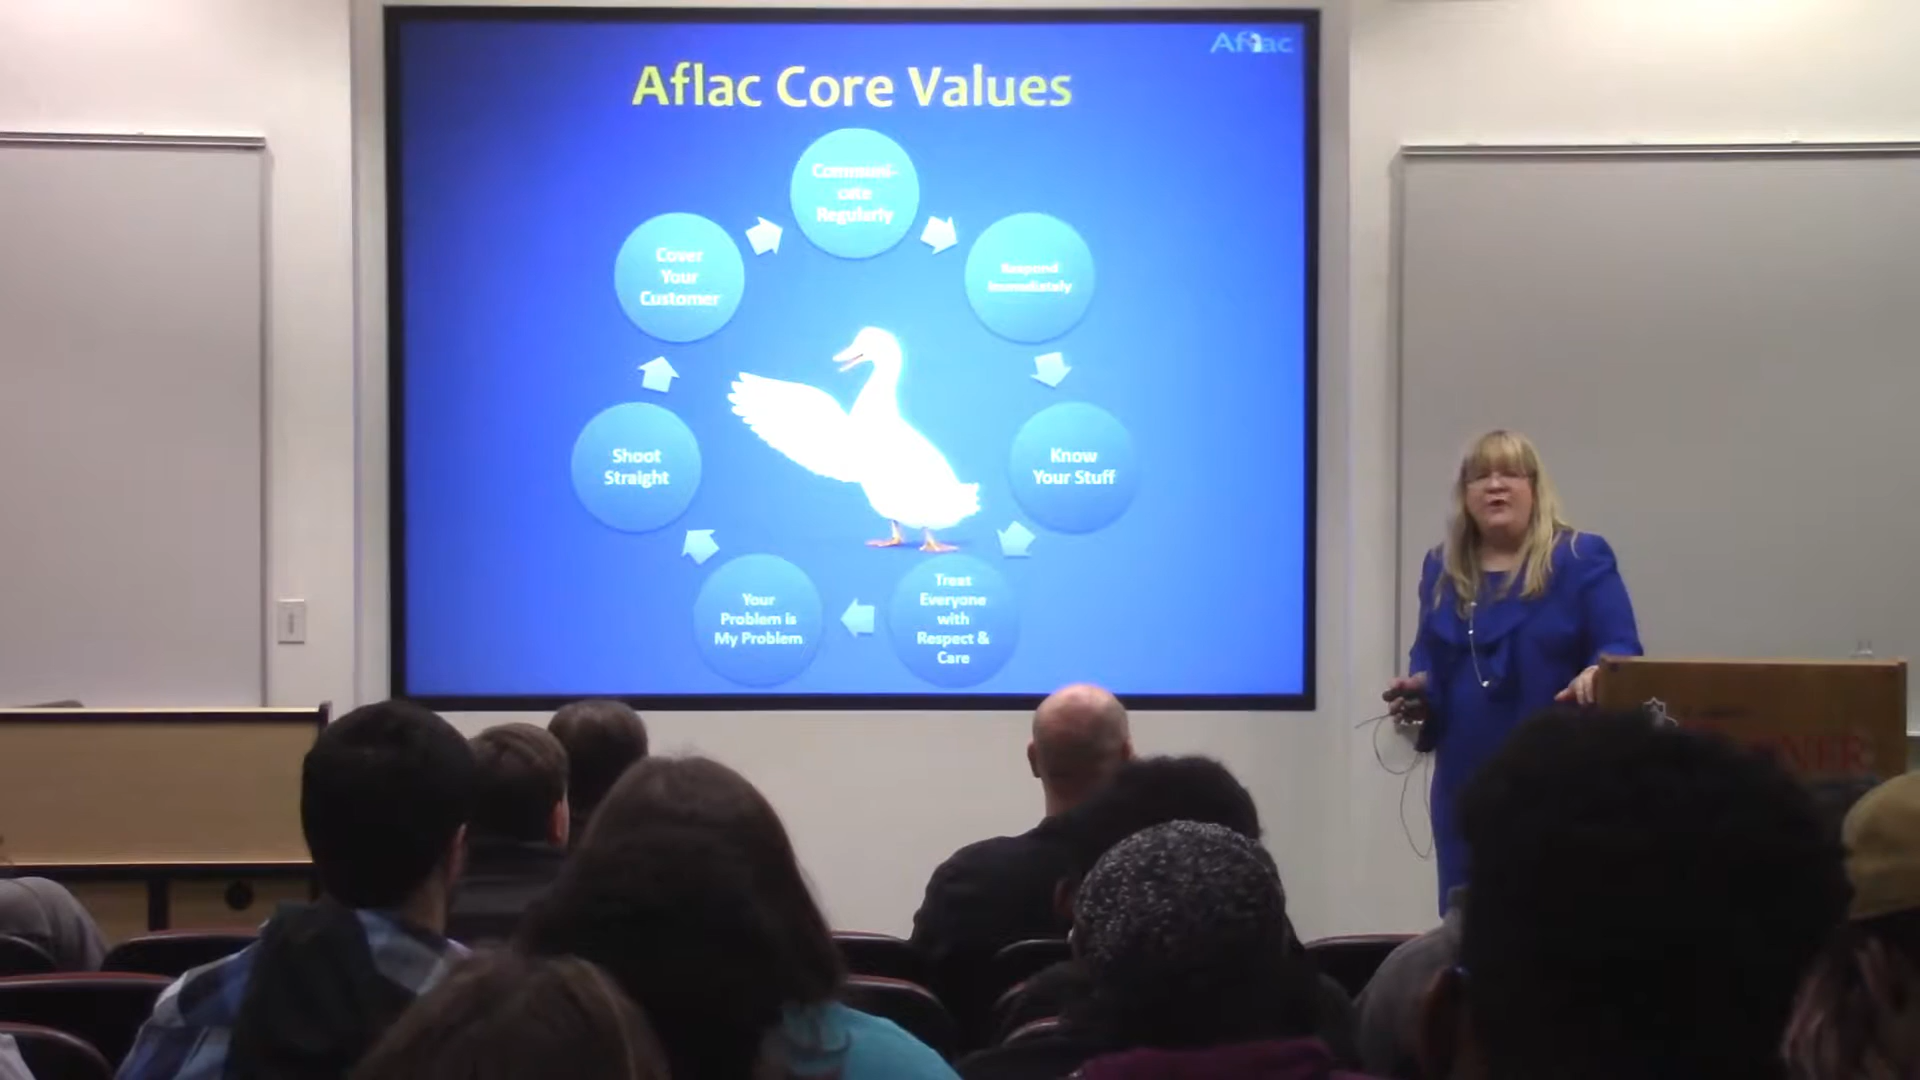 Aflac
Aflac Core Values
Communi-
cate
Regularly
Respond
Immediately
Know
Your Stuff
Treat
Everyone
with
Respect &
Care
Your
Problem is
My Problem
Shoot
Straight
Cover
Your
Customer